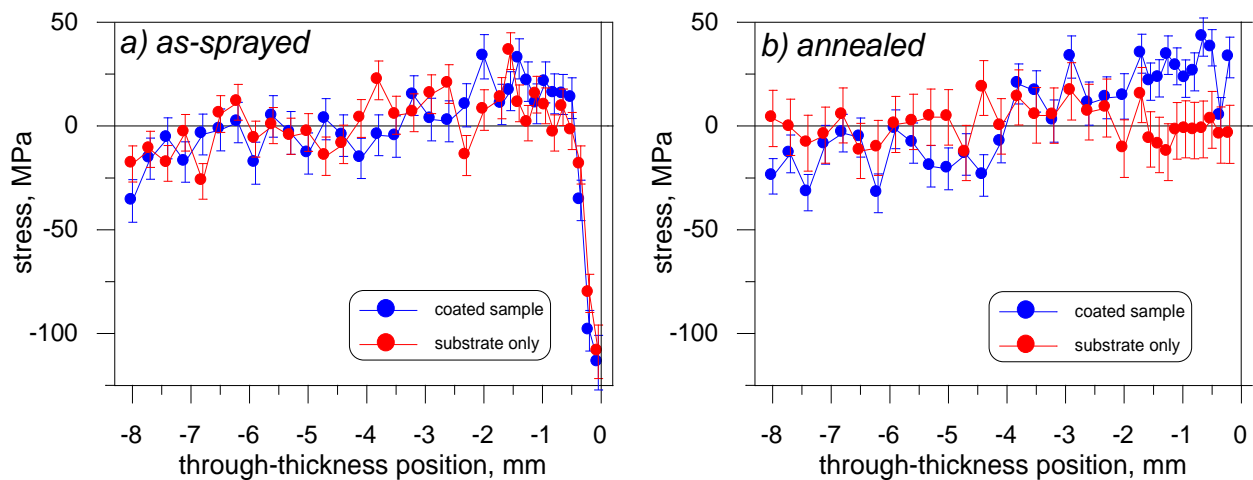 a) as-sprayed
50
0
-50
-100
stress, MPa
coated sample
substrate only
-8 -7 -6 -5 -4 -3 -2 -1 0
through-thickness position, mm
b) annealed
50
0
-50
-100
stress, MPa
coated sample
substrate only
-8 -7 -6 -5 -4 -3 -2 -1 0
through-thickness position, mm